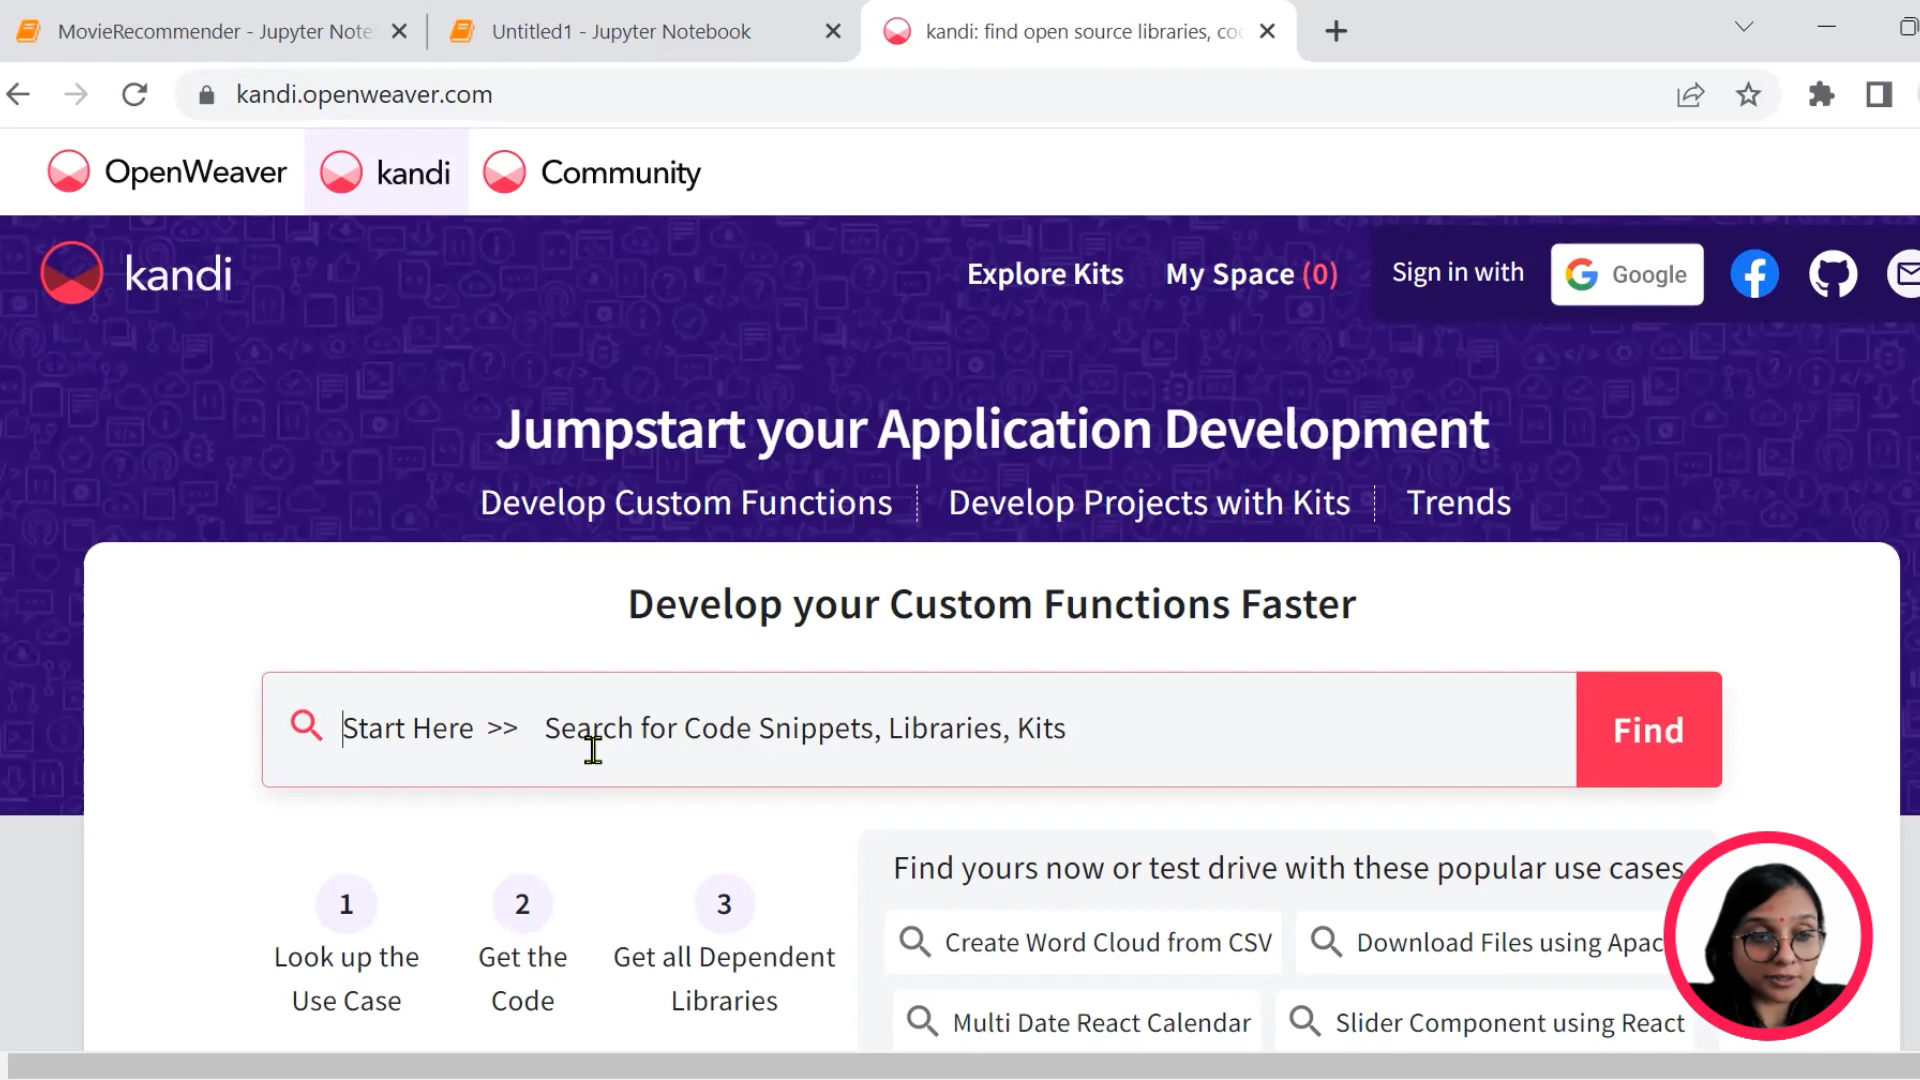 MovieRecommender - Jupyter Note
Untitled1 - Jupyter Notebook
kandi: find open source libraries, co
kandi.openweaver.com
OpenWeaver
kandi
Community
kandi
Explore Kits
My Space (0)
Sign in with
Google
Jumpstart your Application Development
Develop Custom Functions
Develop Projects with Kits
Trends
Develop your Custom Functions Faster
Start Here >> Search for Code Snippets, Libraries, Kits
Find
1
Look up the
Use Case
2
Get the
Code
3
Get all Dependent
Libraries
Find yours now or test drive with these popular use cases
Create Word Cloud from CSV
Download Files using Apac
Multi Date React Calendar
Slider Component using React